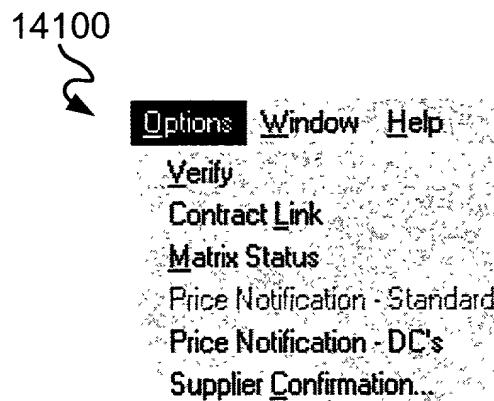 14100
Options Window Help
Verify
Contract Link
Matrix Status
Price Notification - Standard
Price Notification - DC's
Supplier Confirmation...